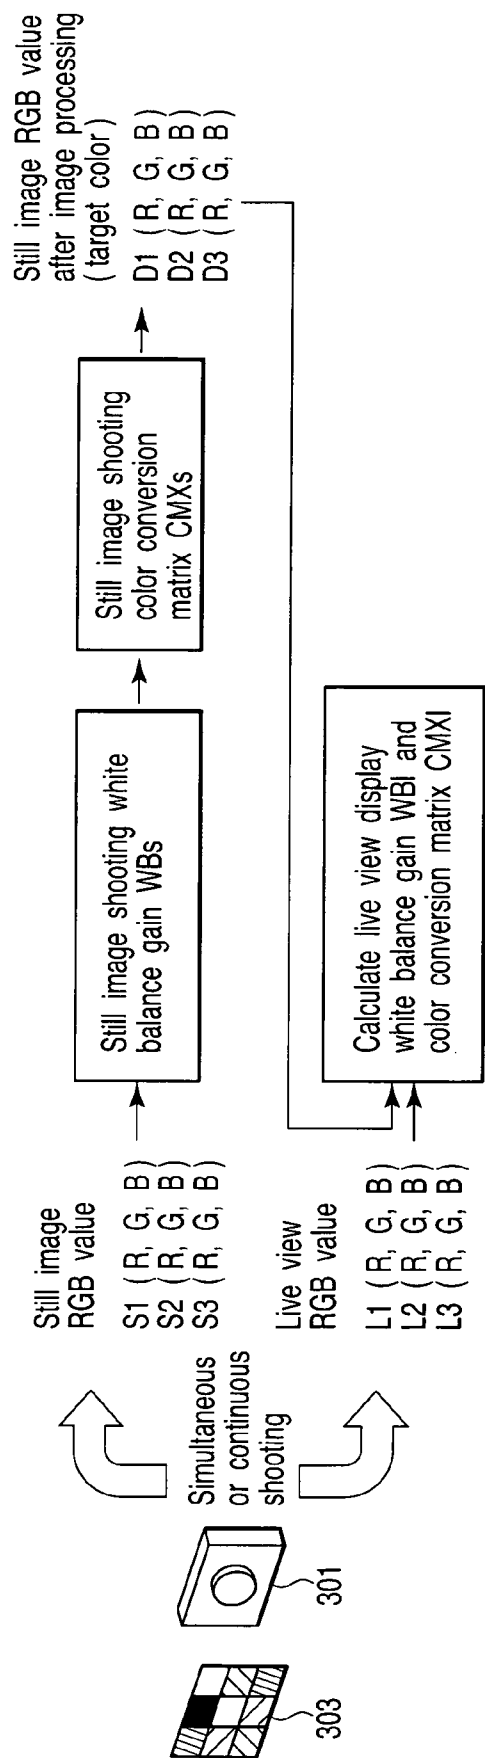 303
301
Simultaneous
or continuous
shooting
Still image
RGB value
S1 (R, G, B)
S2 (R, G, B)
S3 (R, G, B)
Still image shooting white
balance gain WBs
Still image shooting
color conversion
matrix CMXs
Still image RGB value
after image processing
(target color)
D1 (R, G, B)
D2 (R, G, B)
D3 (R, G, B)
Live view
RGB value
L1 (R, G, B)
L2 (R, G, B)
L3 (R, G, B)
Calculate live view display
white balance gain WBl and
color conversion matrix CMXl